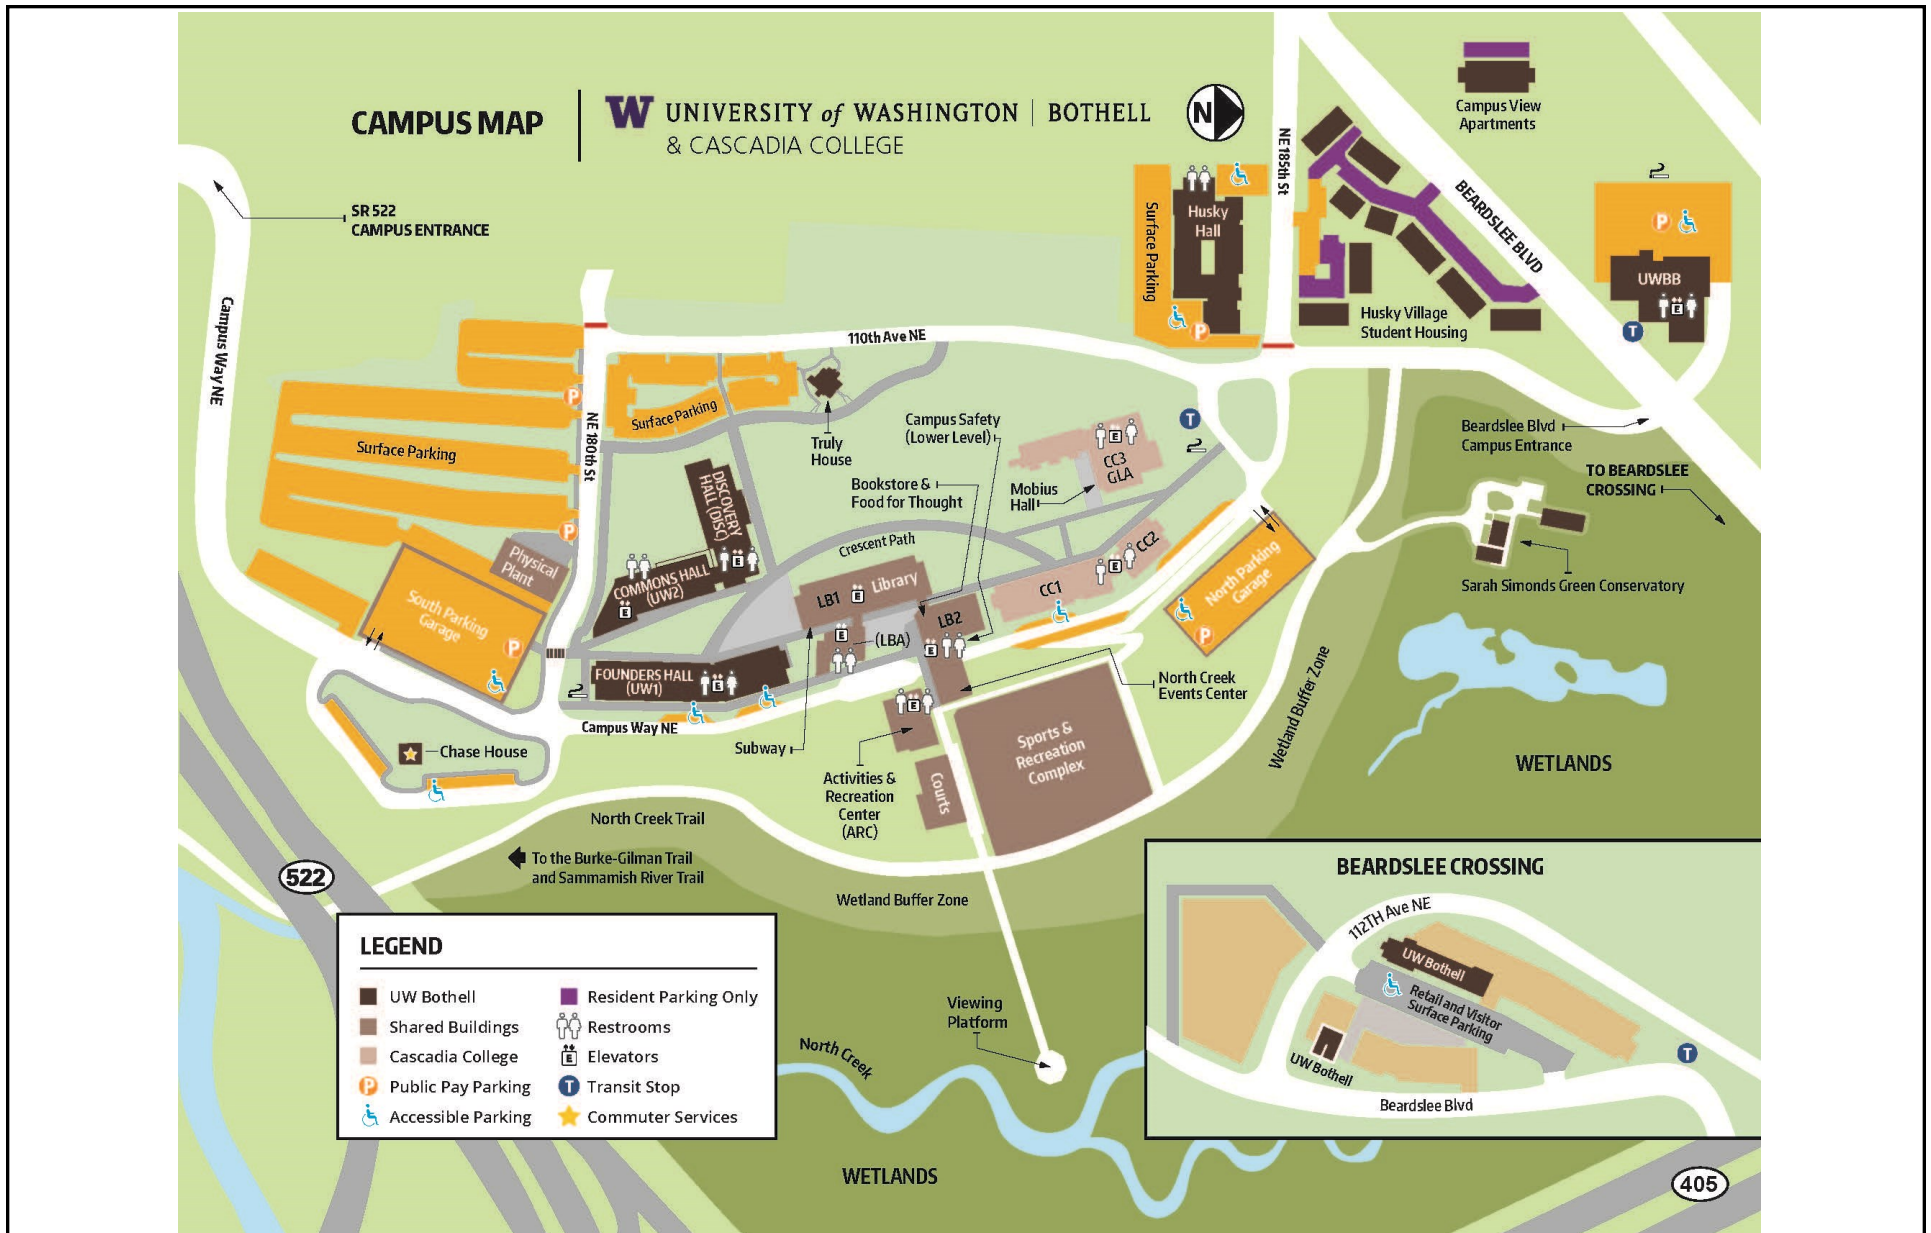 CAMPUS MAP
W UNIVERSITY of WASHINGTON | BOTHELL
& CASCADIA COLLEGE
N
Campus View
Apartments
NE 185th St
BEARDSLEE BLVD
SR 522
CAMPUS ENTRANCE
Campus Way NE
Surface Parking
Husky
Hall
P
P
UWBB
E
T
Husky Village
Student Housing
110th Ave NE
P
NE 180th St
Surface Parking
Surface Parking
Truly
House
Campus Safety
(Lower Level)
T
Beardslee Blvd
Campus Entrance
TO BEARDSLEE
CROSSING
E
CC3
GLA
Mobius
Hall
Bookstore &
Food for Thought
DISCOVERY
HALL (DISC)
E
P
Crescent Path
Physical
Plant
COMMONS HALL
(UW2)
E
LB1
E
Library
CC1
E
CC2
North Parking
Garage
P
Sarah Simonds Green Conservatory
South Parking
Garage
P
E
(LBA)
LB2
E
FOUNDERS HALL
(UW1)
E
North Creek
Events Center
Wetland Buffer Zone
Campus Way NE
E
Subway
Chase House
Activities &
Recreation
Center
(ARC)
Courts
Sports &
Recreation
Complex
WETLANDS
North Creek Trail
To the Burke-Gilman Trail
and Sammamish River Trail
522
Wetland Buffer Zone
LEGEND
UW Bothell
Shared Buildings
Cascadia College
P Public Pay Parking
Accessible Parking
Resident Parking Only
Restrooms
E Elevators
T Transit Stop
Commuter Services
Viewing
Platform
North Creek
WETLANDS
BEARDSLEE CROSSING
112TH Ave NE
UW Bothell
Retail and Visitor
Surface Parking
UW Bothell
T
Beardslee Blvd
405